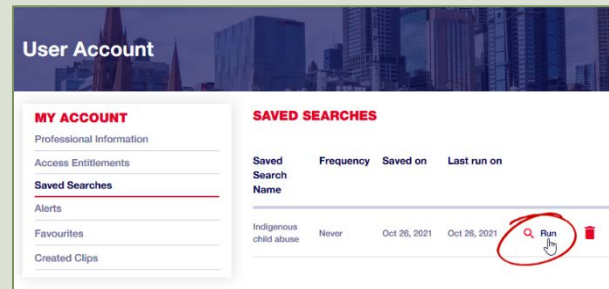 User Account
MY ACCOUNT
Professional Information
Access Entitlements
Saved Searches
Alerts
Favourites
Created Clips
SAVED SEARCHES
Saved Search Name Frequency Saved on Last run on
Indigenous child abuse Never Oct 26, 2021 Oct 26, 2021 Run